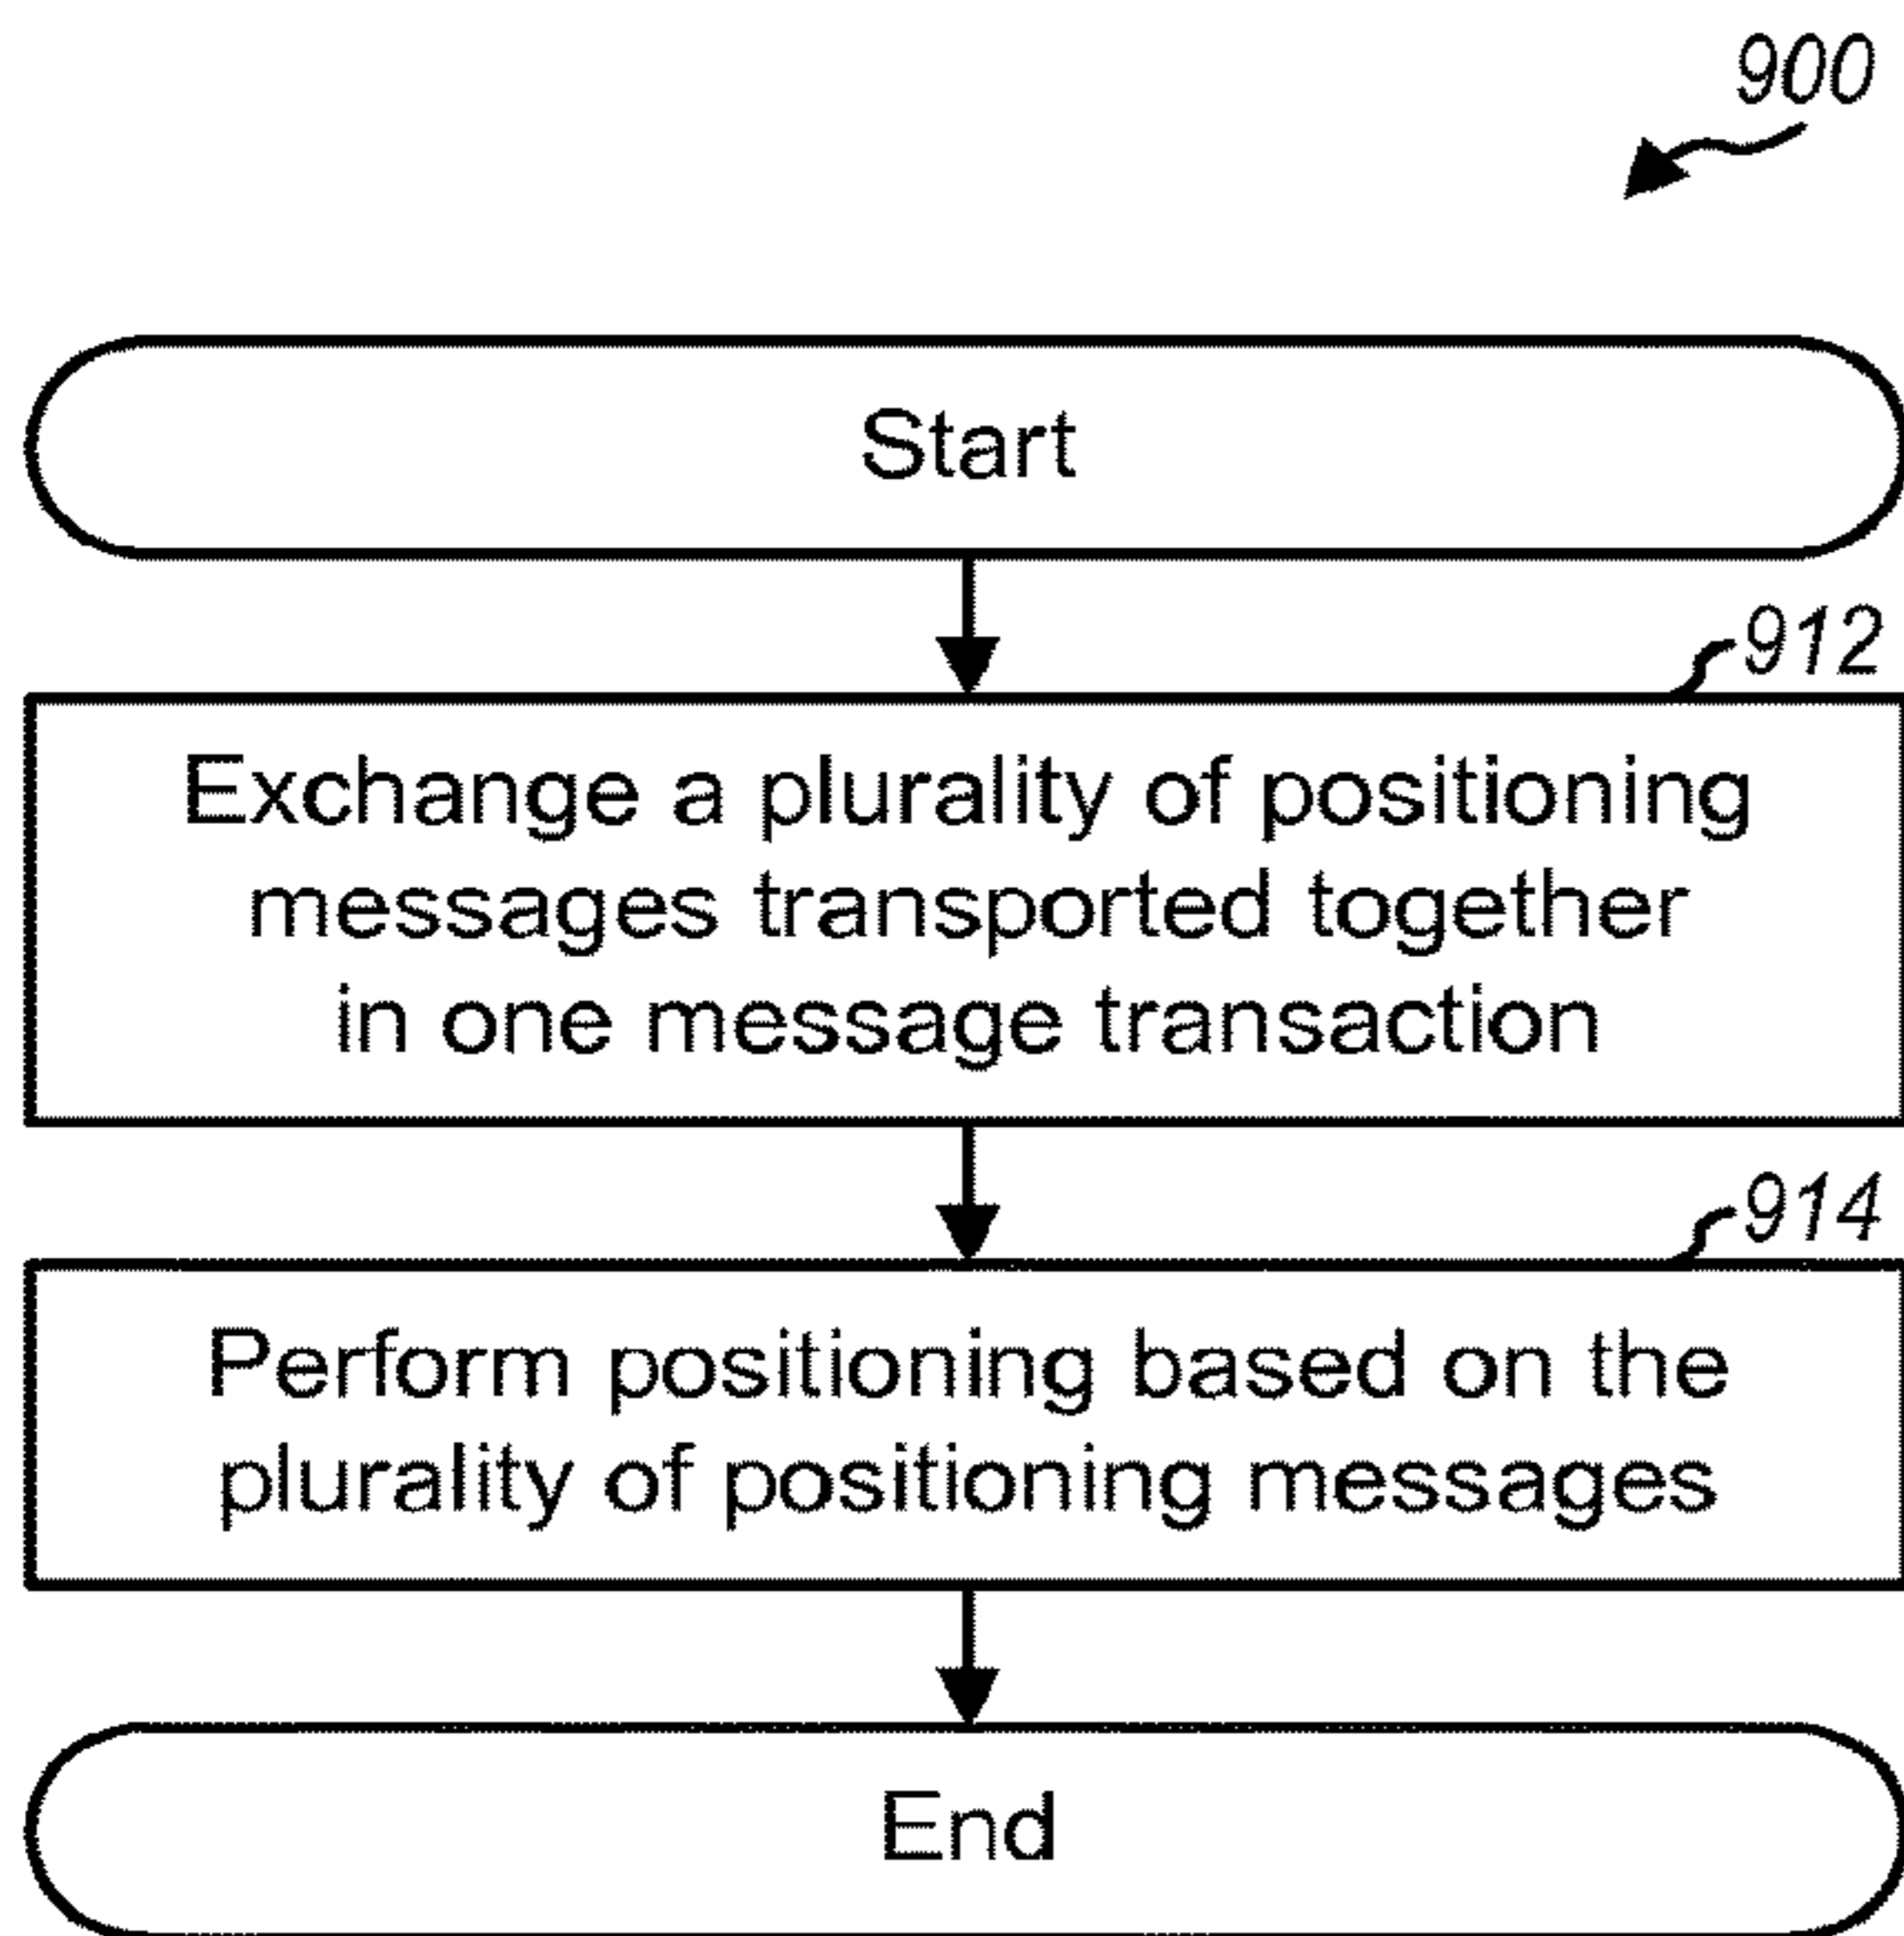 900
Start
912
Exchange a plurality of positioning
messages transported together
in one message transaction
914
Perform positioning based on the
plurality of positioning messages
End